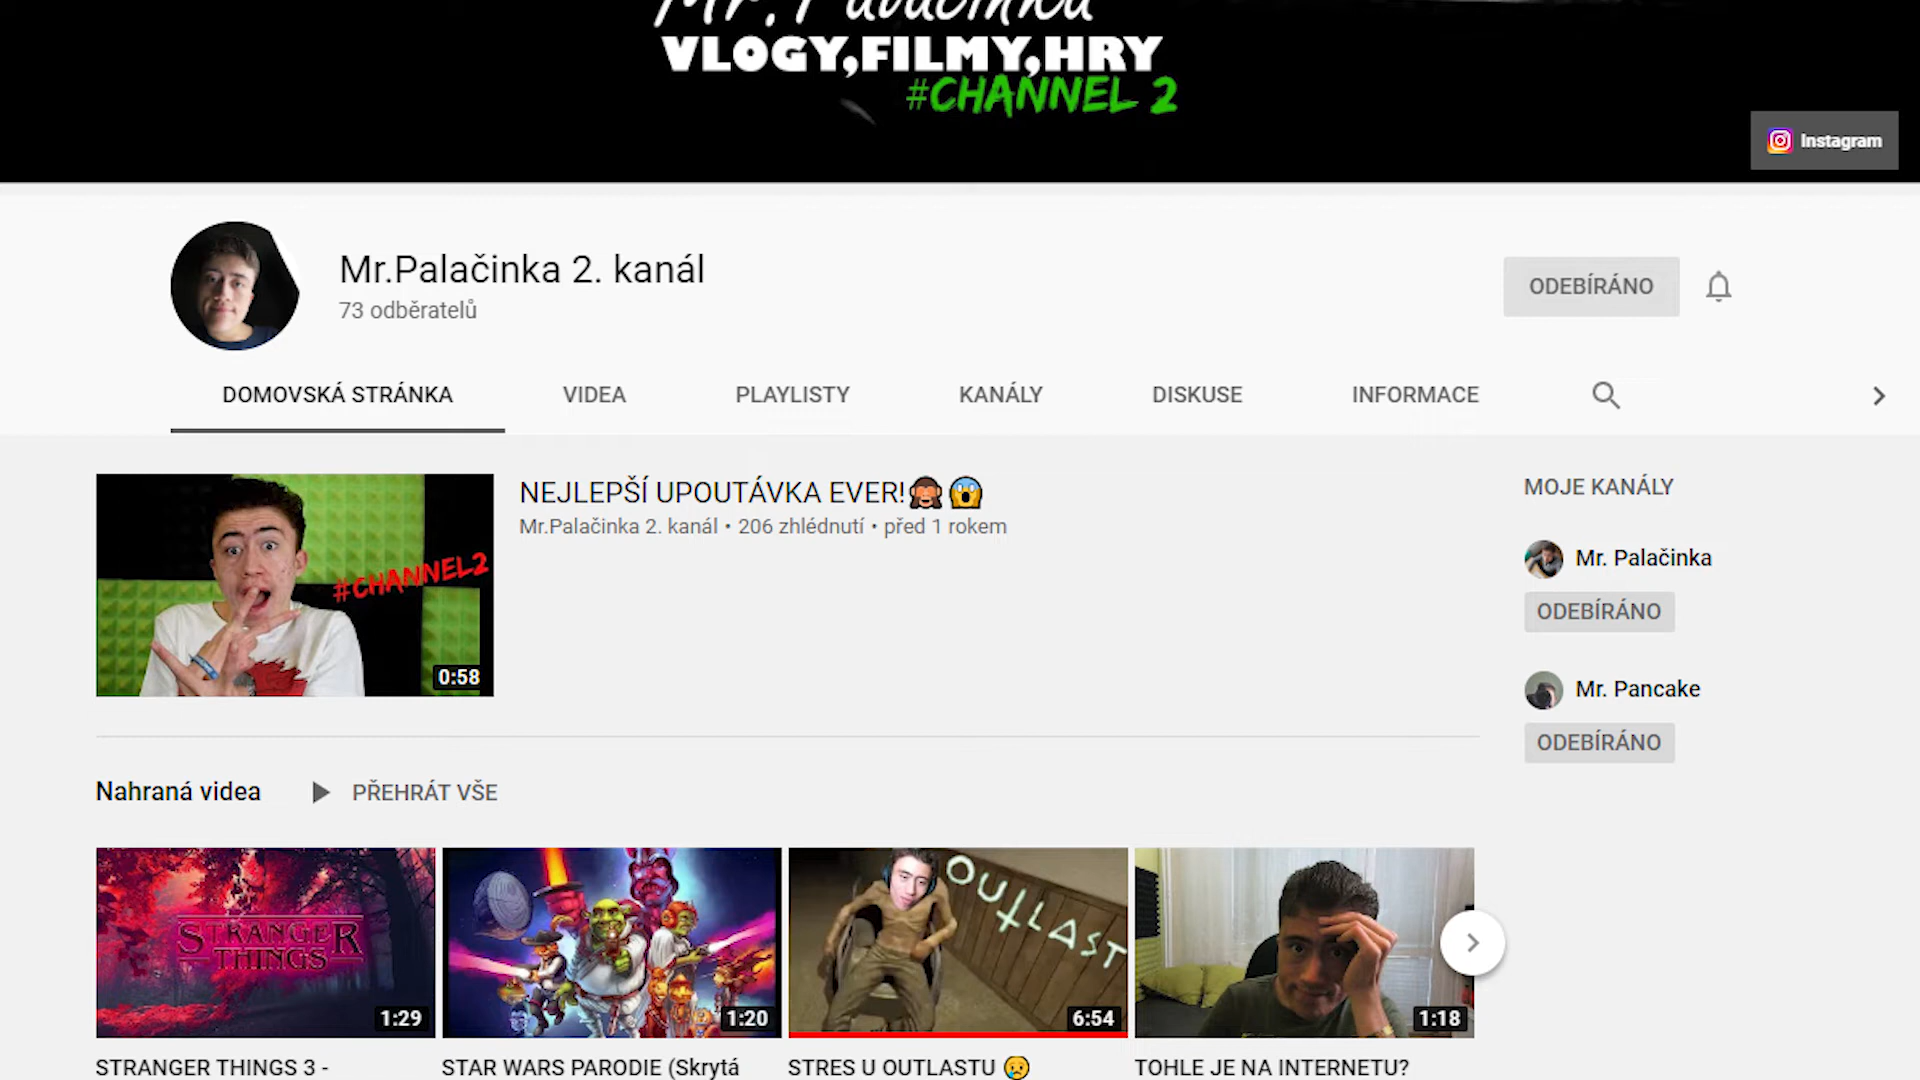 Mr. Palačinka
VLOGY,FILMY,HRY
#CHANNEL 2
Instagram
Mr.Palačinka 2. kanál
73 odběratelů
ODEBÍRÁNO
DOMOVSKÁ STRÁNKA VIDEA PLAYLISTY KANÁLY DISKUSE INFORMACE
NEJLEPŠÍ UPOUTÁVKA EVER!🙈😱
Mr.Palačinka 2. kanál • 206 zhlédnutí • před 1 rokem
#CHANNEL2
0:58
MOJE KANÁLY
Mr. Palačinka
ODEBÍRÁNO
Mr. Pancake
ODEBÍRÁNO
Nahraná videa
PŘEHRÁT VŠE
STRANGER
THINGS
1:29
1:20
OUTLAST
6:54
1:18
STRANGER THINGS 3 -
STAR WARS PARODIE (Skrytá
STRES U OUTLASTU 😢
TOHLE JE NA INTERNETU?